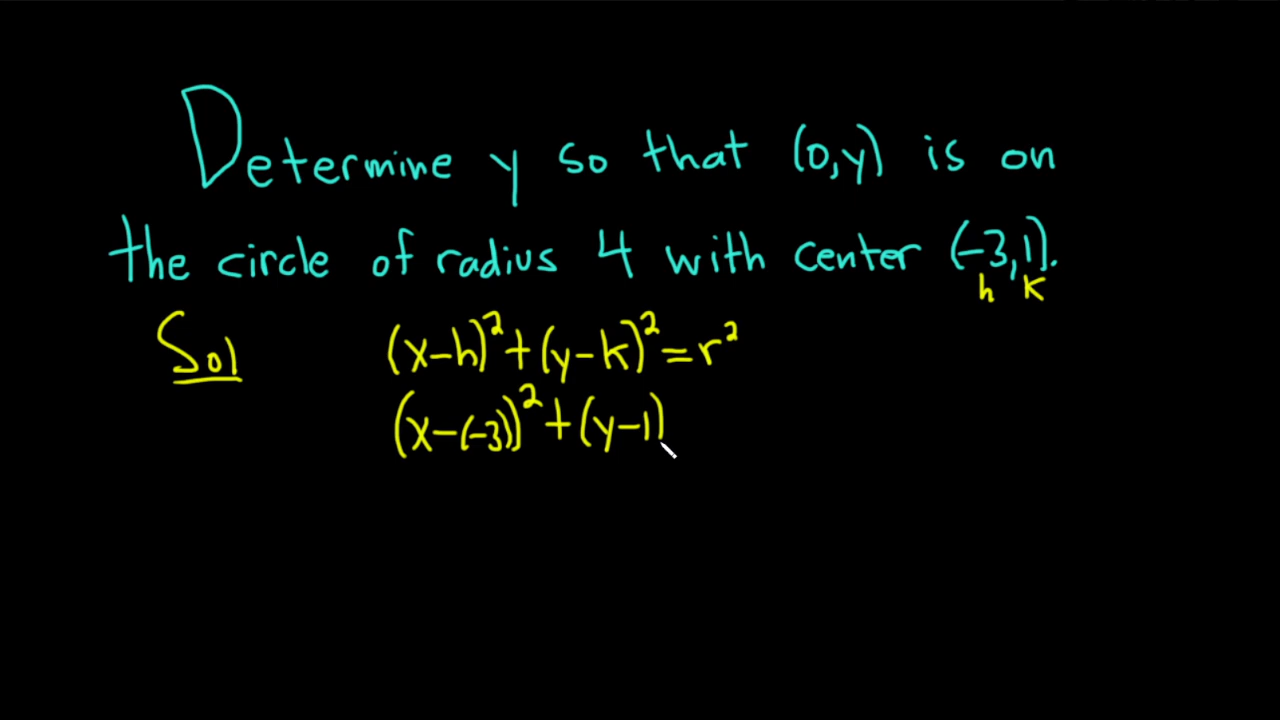 Determine y so that (0,y) is on
the circle of radius 4 with center (-3,1).
h k
Sol (x-h)²+(y-k)²=r²
(x-(-3))²+(y-1)